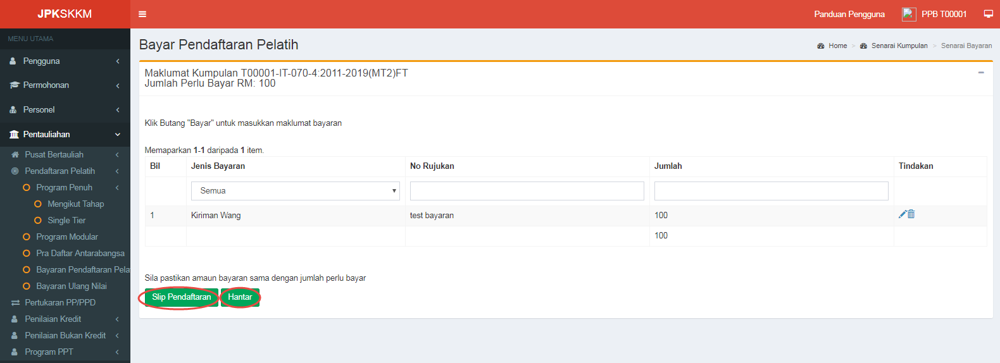 JPKSKKM
Panduan Pengguna
PPB T00001
MENU UTAMA
Pengguna
Permohonan
Personel
Pentauliahan
Pusat Bertauliah
Pendaftaran Pelatih
Program Penuh
Mengikut Tahap
Single Tier
Program Modular
Pra Daftar Antarabangsa
Bayaran Pendaftaran Pela
Bayaran Ulang Nilai
Pertukaran PP/PPD
Penilaian Kredit
Penilaian Bukan Kredit
Program PPT
Bayar Pendaftaran Pelatih
Home > Senarai Kumpulan > Senarai Bayaran
Maklumat Kumpulan T00001-IT-070-4:2011-2019(MT2)FT
Jumlah Perlu Bayar RM: 100
Klik Butang "Bayar" untuk masukkan maklumat bayaran
Memaparkan 1-1 daripada 1 item.
Bil Jenis Bayaran No Rujukan Jumlah Tindakan
Semua
1 Kiriman Wang test bayaran 100
100
Sila pastikan amaun bayaran sama dengan jumlah perlu bayar
Slip Pendaftaran Hantar